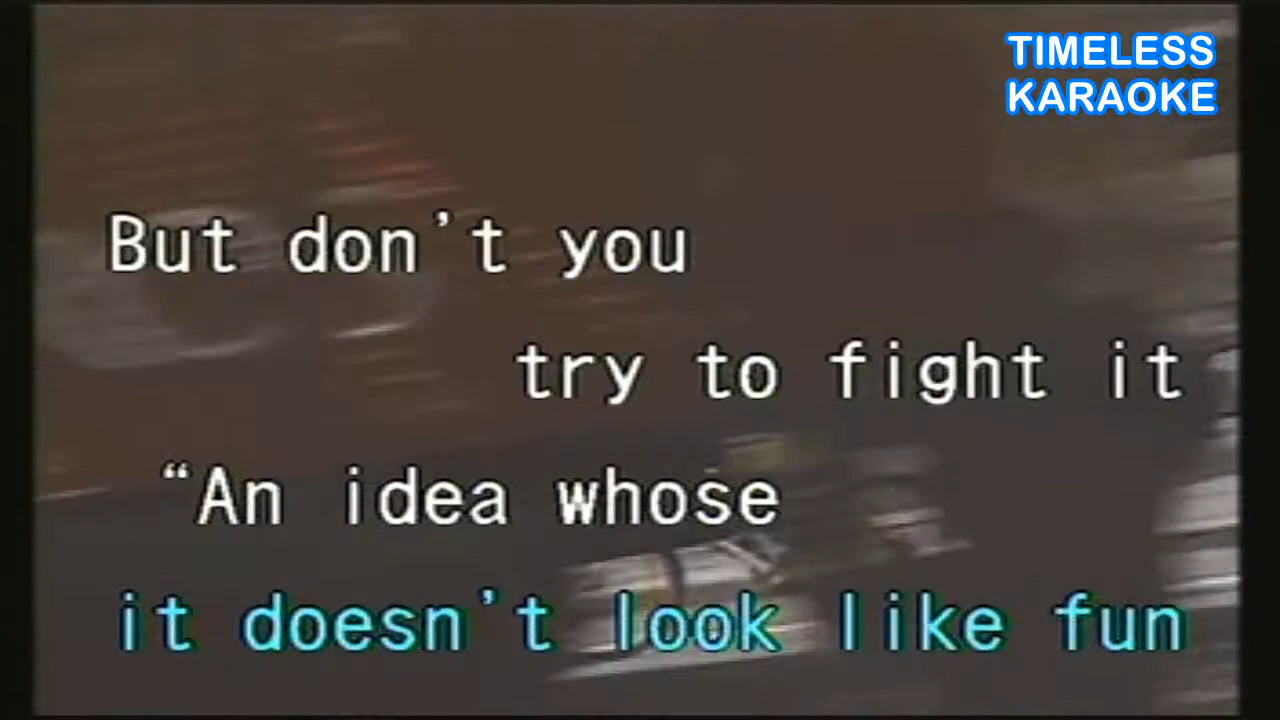 TIMELESS
KARAOKE
But don't you
try to fight it
“An idea whose
it doesn't look like fun